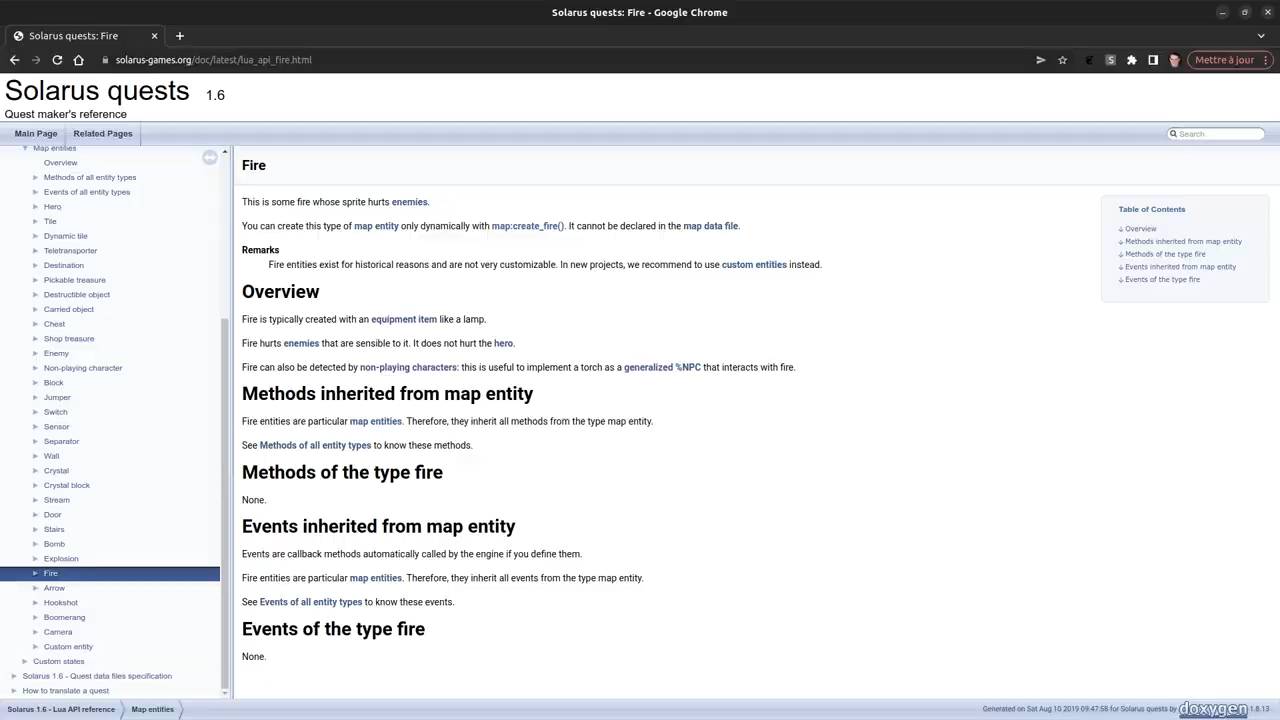 Solarus quests: Fire - Google Chrome
Solarus quests: Fire
solarus-games.org/doc/latest/lua_api_fire.html
Mettre à jour
Solarus quests 1.6
Quest maker's reference
Main Page
Related Pages
Search
Map entities
Overview
Methods of all entity types
Events of all entity types
Hero
Tile
Dynamic tile
Teletransporter
Destination
Pickable treasure
Destructible object
Carried object
Chest
Shop treasure
Enemy
Non-playing character
Block
Jumper
Switch
Sensor
Separator
Wall
Crystal
Crystal block
Stream
Door
Stairs
Bomb
Explosion
Fire
Arrow
Hookshot
Boomerang
Camera
Custom entity
Custom states
Solarus 1.6 - Quest data files specification
How to translate a quest
Fire
This is some fire whose sprite hurts enemies.
You can create this type of map entity only dynamically with map:create_fire(). It cannot be declared in the map data file.
Remarks
Fire entities exist for historical reasons and are not very customizable. In new projects, we recommend to use custom entities instead.
Overview
Fire is typically created with an equipment item like a lamp.
Fire hurts enemies that are sensible to it. It does not hurt the hero.
Fire can also be detected by non-playing characters: this is useful to implement a torch as a generalized %NPC that interacts with fire.
Methods inherited from map entity
Fire entities are particular map entities. Therefore, they inherit all methods from the type map entity.
See Methods of all entity types to know these methods.
Methods of the type fire
None.
Events inherited from map entity
Events are callback methods automatically called by the engine if you define them.
Fire entities are particular map entities. Therefore, they inherit all events from the type map entity.
See Events of all entity types to know these events.
Events of the type fire
None.
Table of Contents
↓ Overview
↓ Methods inherited from map entity
↓ Methods of the type fire
↓ Events inherited from map entity
↓ Events of the type fire
Solarus 1.6 - Lua API reference
Map entities
Generated on Sat Aug 10 2019 09:47:58 for Solarus quests by doxygen 1.8.13